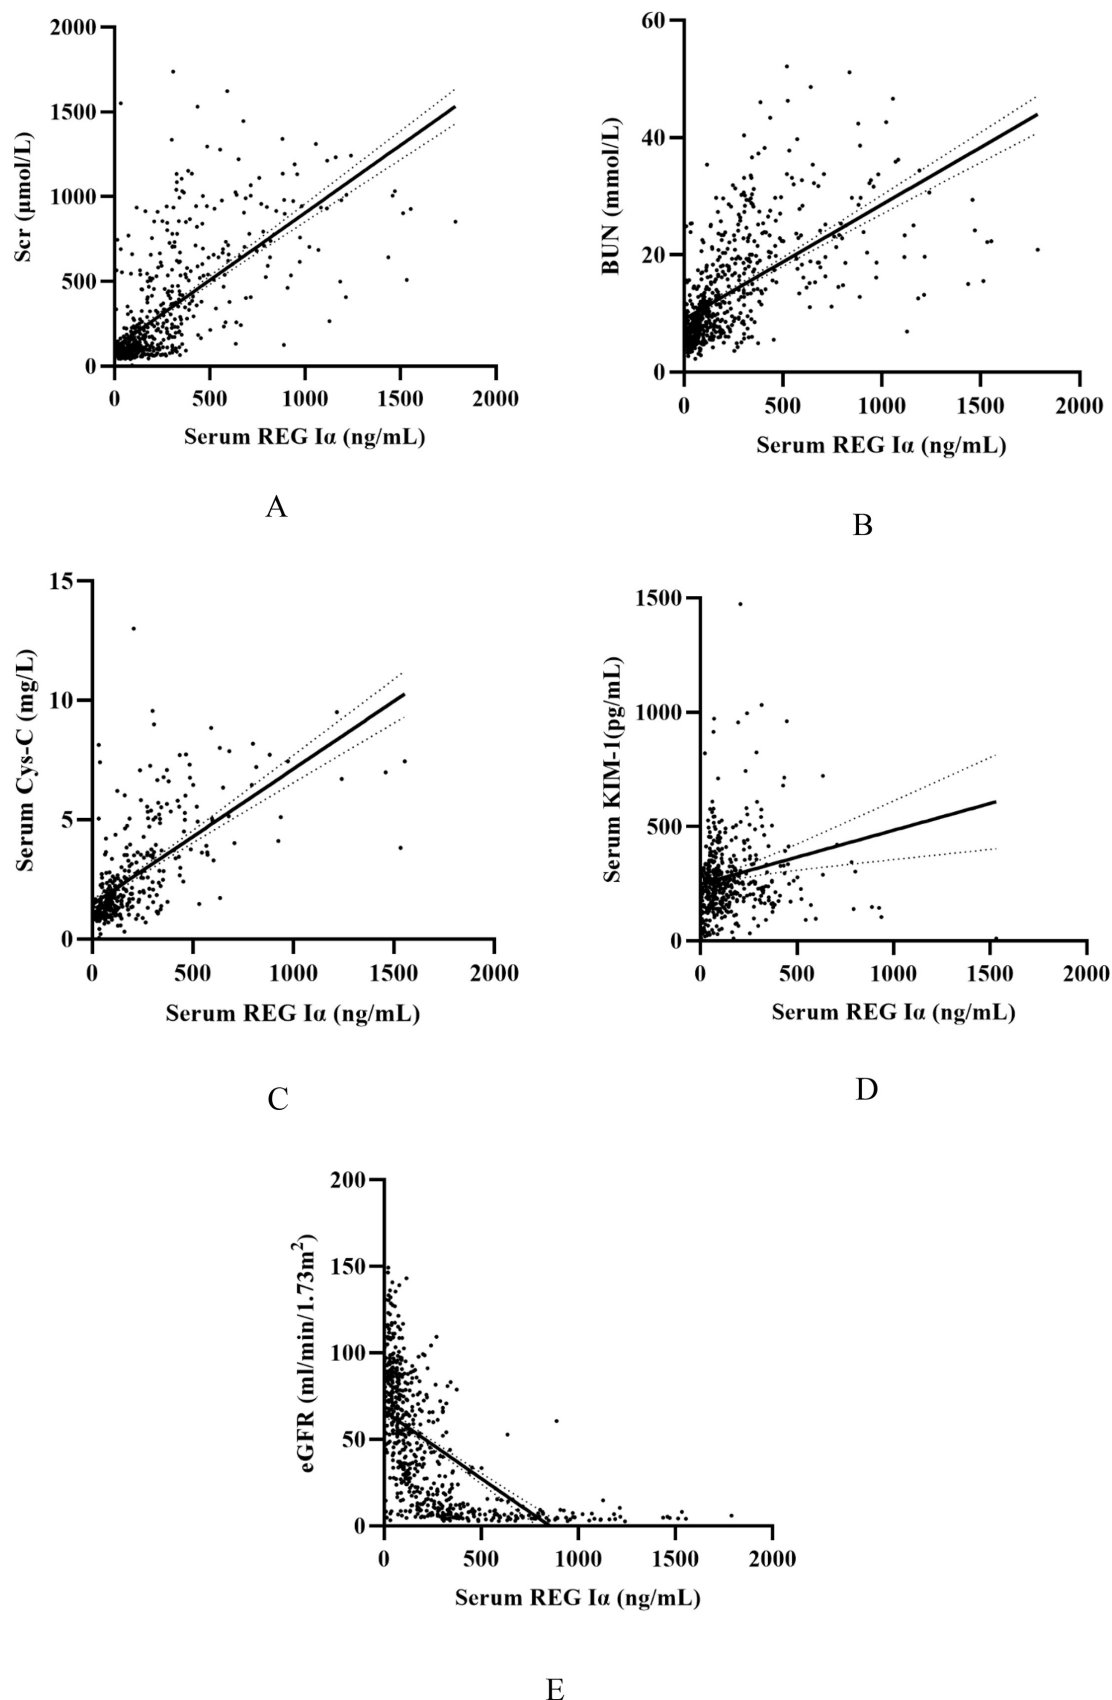 2000
1500
1000
500
0
Scr (μmol/L)
0 500 1000 1500 2000
Serum REG Iα (ng/mL)
A
60
40
20
0
BUN (mmol/L)
0 500 1000 1500 2000
Serum REG Iα (ng/mL)
B
15
10
5
0
Serum Cys-C (mg/L)
0 500 1000 1500 2000
Serum REG Iα (ng/mL)
C
1500
1000
500
0
Serum KIM-1(pg/mL)
0 500 1000 1500 2000
Serum REG Iα (ng/mL)
D
200
150
100
50
0
eGFR (ml/min/1.73m²)
0 500 1000 1500 2000
Serum REG Iα (ng/mL)
E